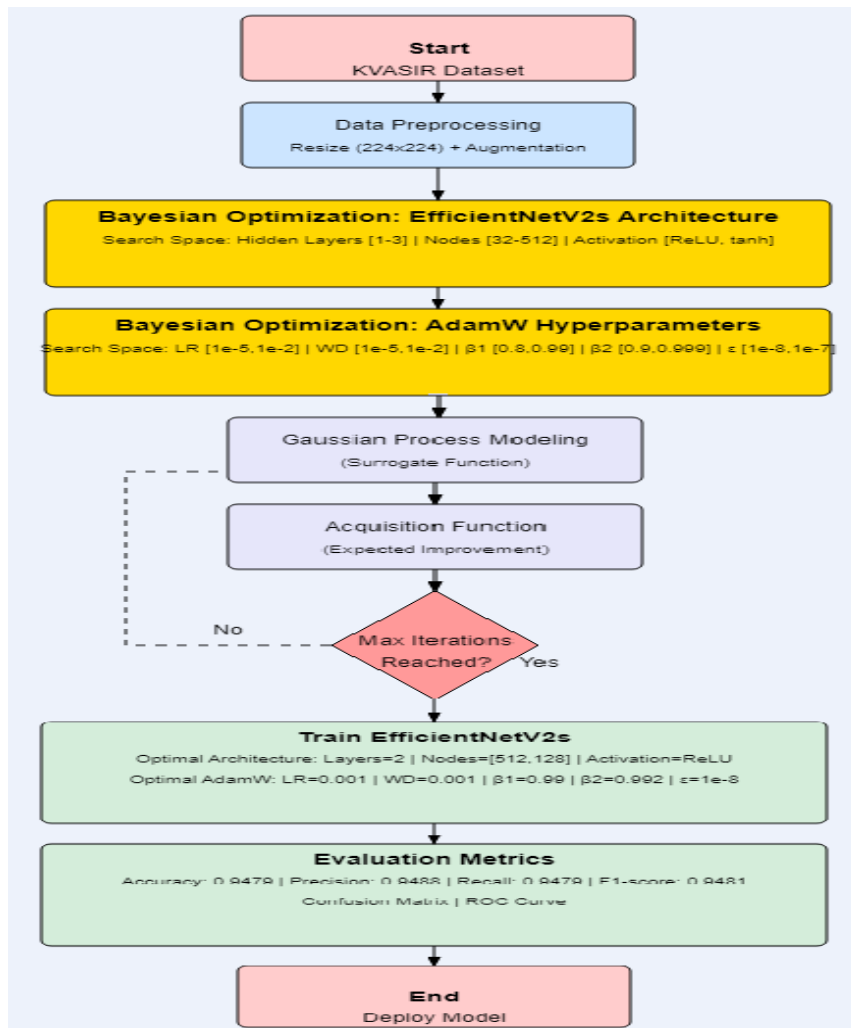 Start
KVASIR Dataset
Data Preprocessing
Resize (224x224) + Augmentation
Bayesian Optimization: EfficientNetV2s Architecture
Search Space: Hidden Layers [1-3] | Nodes [32-512] | Activation [ReLU, tanh]
Bayesian Optimization: AdamW Hyperparameters
Search Space: LR [1e-5,1e-2] | WD [1e-5,1e-2] | β1 [0.8,0.99] | β2 [0.9,0.999] | ε [1e-8,1e-7]
Gaussian Process Modeling
(Surrogate Function)
Acquisition Function
(Expected Improvement)
No
Max Iterations
Reached?
Yes
Train EfficientNetV2s
Optimal Architecture: Layers=2 | Nodes=[512,128] | Activation=ReLU
Optimal AdamW: LR=0.001 | WD=0.001 | β1=0.99 | β2=0.992 | ε=1e-8
Evaluation Metrics
Accuracy: 0.9479 | Precision: 0.9488 | Recall: 0.9479 | F1-score: 0.9481
Confusion Matrix | ROC Curve
End
Deploy Model